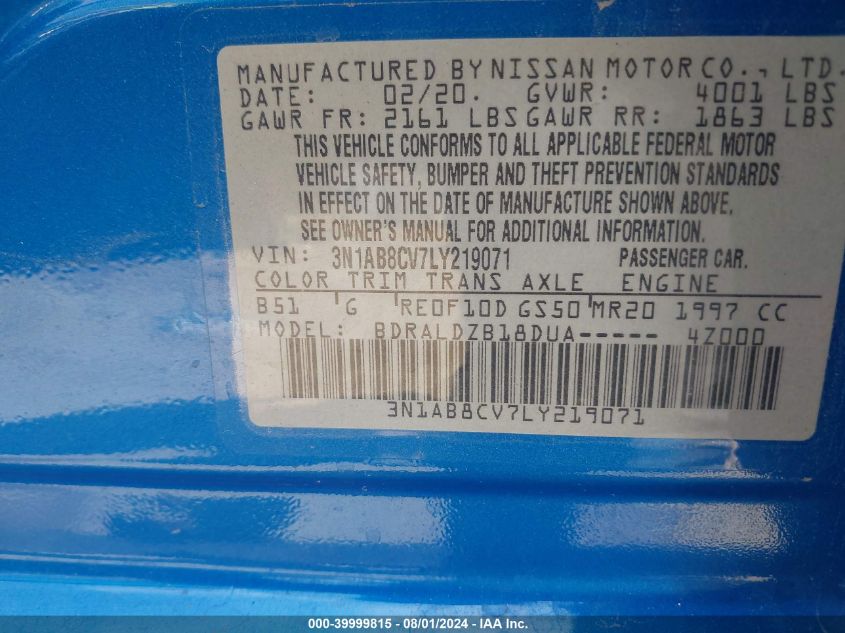 MANUFACTURED BY NISSAN MOTOR CO., LTD.
DATE: 02/20. GVWR: 4001 LBS
GAWR FR: 2161 LBS GAWR RR: 1863 LBS
THIS VEHICLE CONFORMS TO ALL APPLICABLE FEDERAL MOTOR
VEHICLE SAFETY, BUMPER AND THEFT PREVENTION STANDARDS
IN EFFECT ON THE DATE OF MANUFACTURE SHOWN ABOVE.
SEE OWNER'S MANUAL FOR ADDITIONAL INFORMATION.
VIN: 3N1AB8CV7LY219071 PASSENGER CAR.
COLOR TRIM TRANS AXLE ENGINE
B51 'G 'RE0F10D GS50'MR20 1997 CC
MODEL: BDRALDZB18DUA----- 4Z000
3N1AB8CV7LY219071
000-39999815 - 08/01/2024 - IAA Inc.